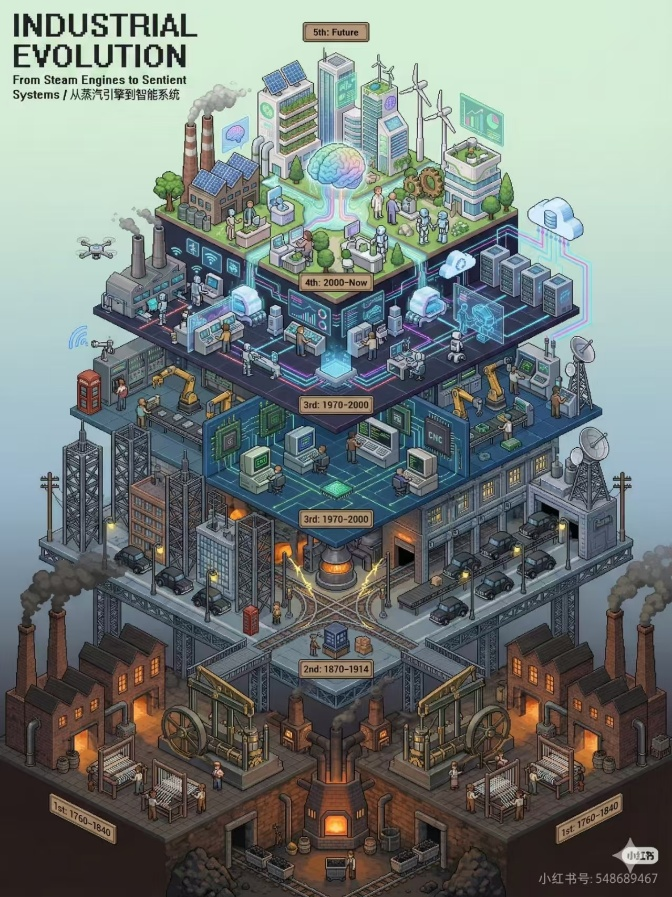 INDUSTRIAL
EVOLUTION
From Steam Engines to Sentient
Systems / 从蒸汽引擎到智能系统
5th: Future
4th: 2000-Now
3rd: 1970-2000
CNC
3rd: 1970-2000
2nd: 1870-1914
1st: 1760-1840
1st: 1760-1840
小红书
小红书号: 548689467